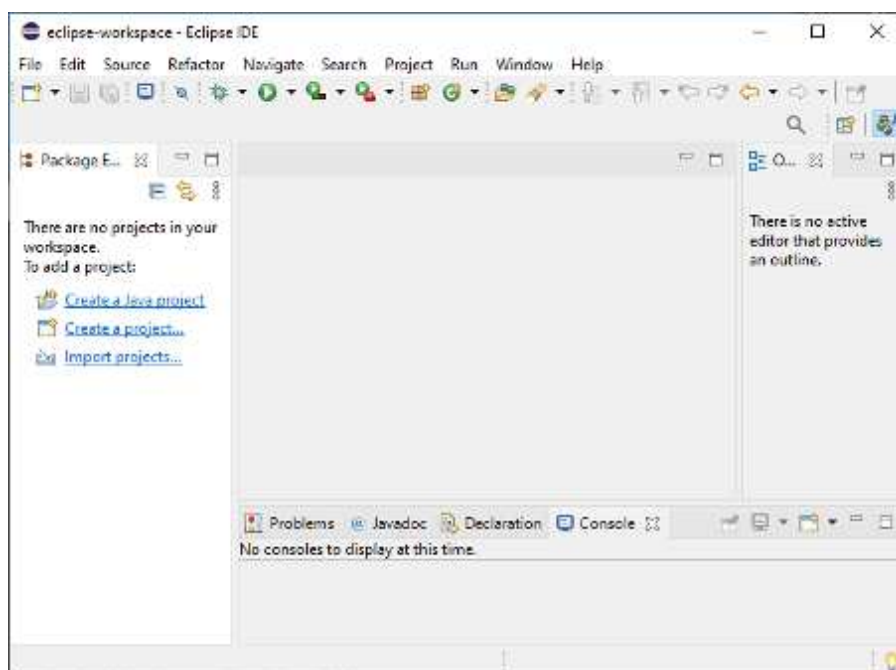 eclipse-workspace - Eclipse IDE
File Edit Source Refactor Navigate Search Project Run Window Help
Package E...
O...
There are no projects in your
workspace.
To add a project:
Create a Java project
Create a project...
Import projects...
There is no active
editor that provides
an outline.
Problems Javadoc Declaration Console
No consoles to display at this time.